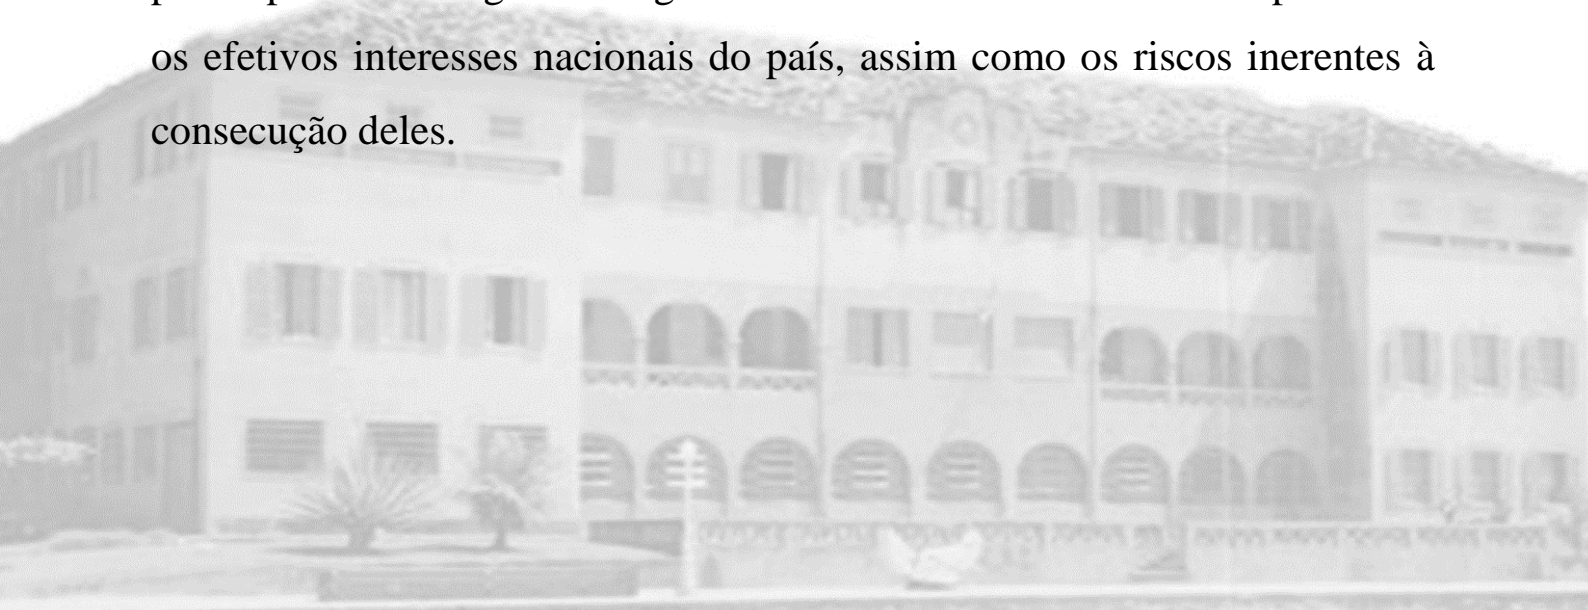 os efetivos interesses nacionais do país, assim como os riscos inerentes à
consecução deles.